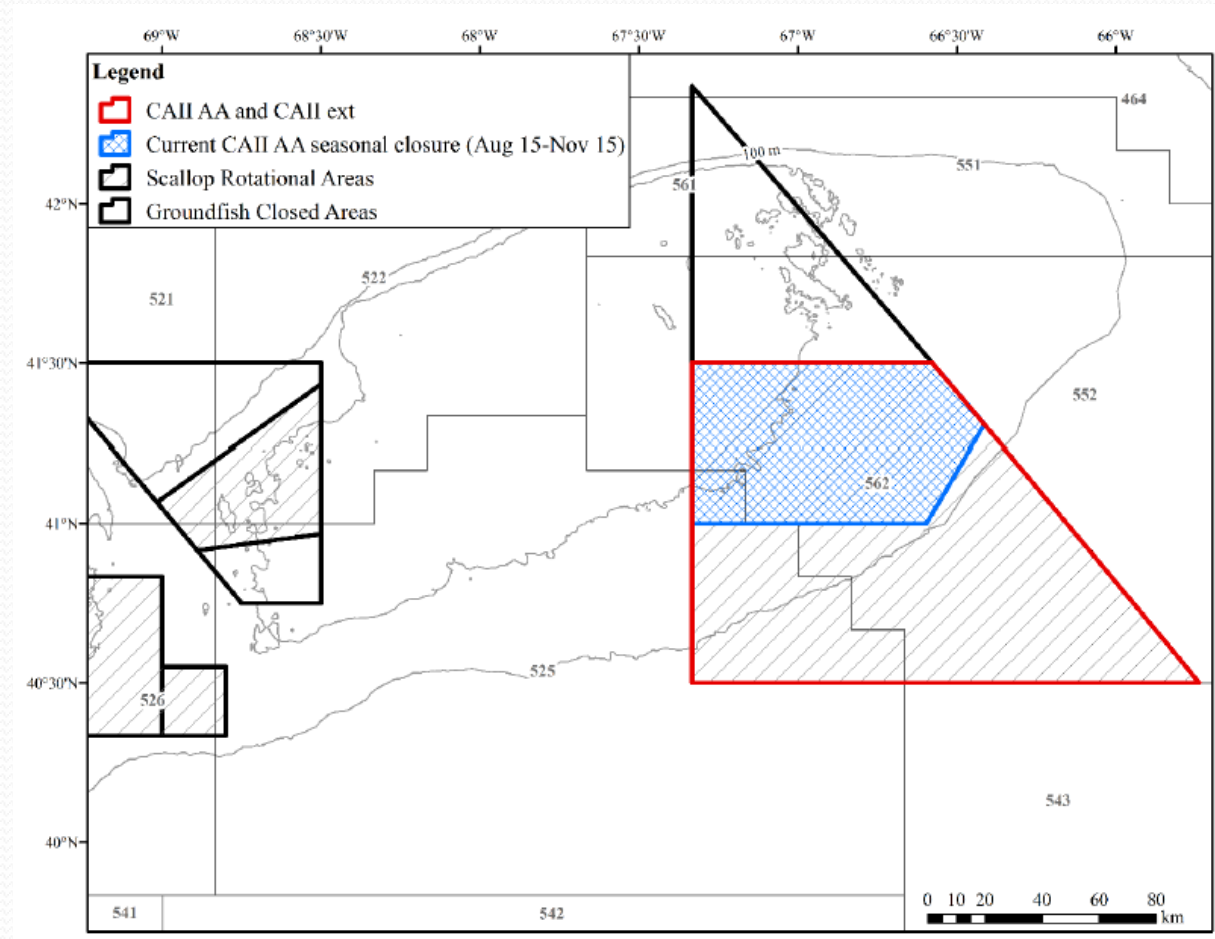 69°W 68°30'W 68°W 67°30'W 67°W 66°30'W 66°W
Legend
CAII AA and CAII ext
Current CAII AA seasonal closure (Aug 15-Nov 15)
Scallop Rotational Areas
Groundfish Closed Areas
464
100 m
551
561
42°N
522
521
41°30'N
552
562
41°N
525
40°30'N
526
543
40°N
0 10 20 40 60 80
km
541
542